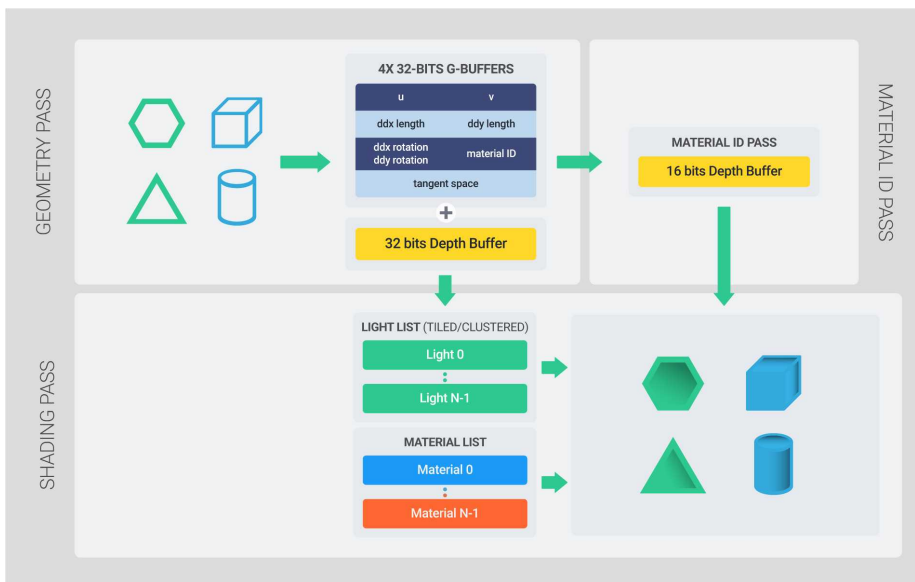 GEOMETRY PASS
4X 32-BITS G-BUFFERS
u
v
ddx length
ddy length
ddx rotation
ddy rotation
material ID
tangent space
+
32 bits Depth Buffer
MATERIAL ID PASS
16 bits Depth Buffer
MATERIAL ID PASS
SHADING PASS
LIGHT LIST (TILED/CLUSTERED)
Light 0
Light N-1
MATERIAL LIST
Material 0
Material N-1